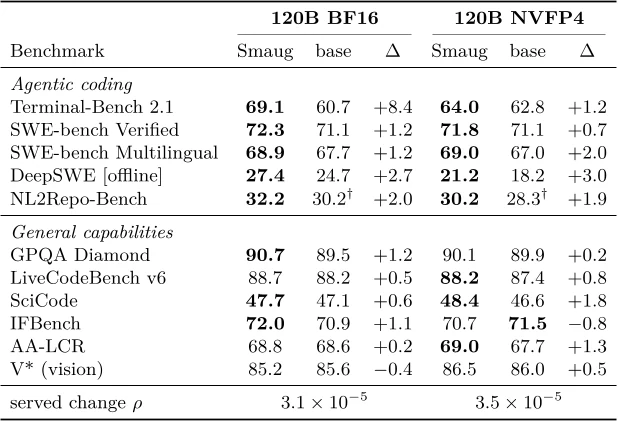 120B BF16 120B NVFP4
Benchmark Smaug base Δ Smaug base Δ
Agentic coding
Terminal-Bench 2.1 69.1 60.7 +8.4 64.0 62.8 +1.2
SWE-bench Verified 72.3 71.1 +1.2 71.8 71.1 +0.7
SWE-bench Multilingual 68.9 67.7 +1.2 69.0 67.0 +2.0
DeepSWE [offline] 27.4 24.7 +2.7 21.2 18.2 +3.0
NL2Repo-Bench 32.2 30.2† +2.0 30.2 28.3† +1.9
General capabilities
GPQA Diamond 90.7 89.5 +1.2 90.1 89.9 +0.2
LiveCodeBench v6 88.7 88.2 +0.5 88.2 87.4 +0.8
SciCode 47.7 47.1 +0.6 48.4 46.6 +1.8
IFBench 72.0 70.9 +1.1 70.7 71.5 −0.8
AA-LCR 68.8 68.6 +0.2 69.0 67.7 +1.3
V* (vision) 85.2 85.6 −0.4 86.5 86.0 +0.5
served change ρ 3.1 × 10⁻⁵ 3.5 × 10⁻⁵